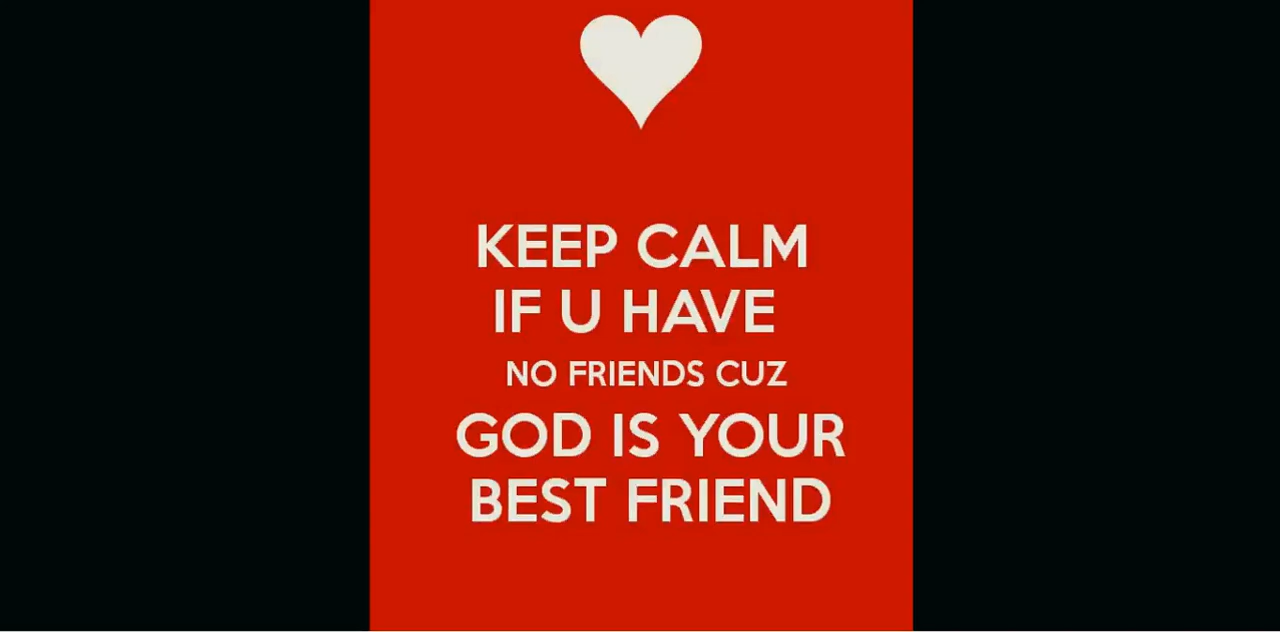 KEEP CALM
IF U HAVE
NO FRIENDS CUZ
GOD IS YOUR
BEST FRIEND